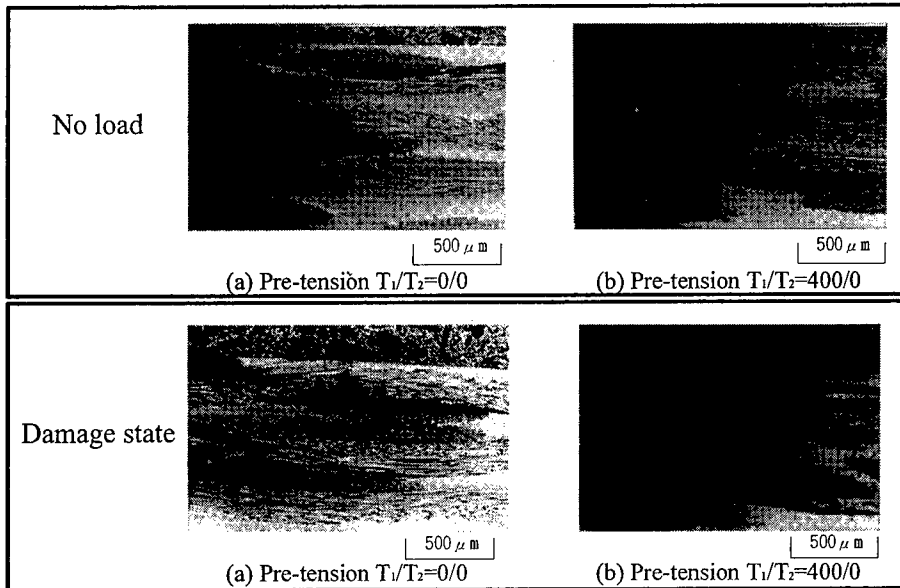 No load
500 μm
500 μm
(a) Pre-tension T₁/T₂=0/0
(b) Pre-tension T₁/T₂=400/0
Damage state
500 μm
500 μm
(a) Pre-tension T₁/T₂=0/0
(b) Pre-tension T₁/T₂=400/0